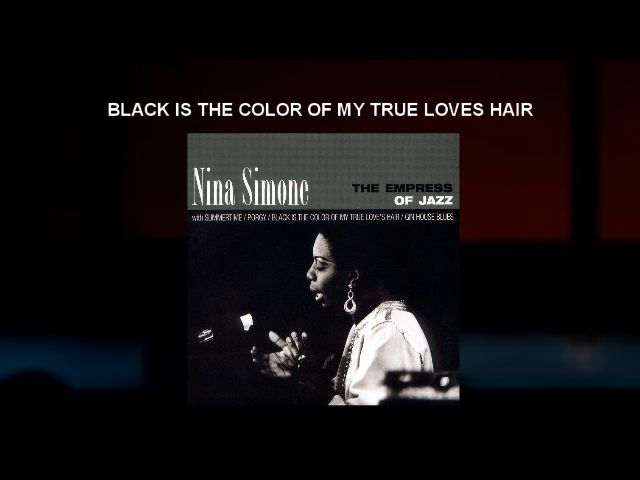 BLACK IS THE COLOR OF MY TRUE LOVES HAIR
Nina Simone
THE EMPRESS
OF JAZZ
with SUMMERTIME / PORGY / BLACK IS THE COLOR OF MY TRUE LOVE'S HAIR / GIN HOUSE BLUES